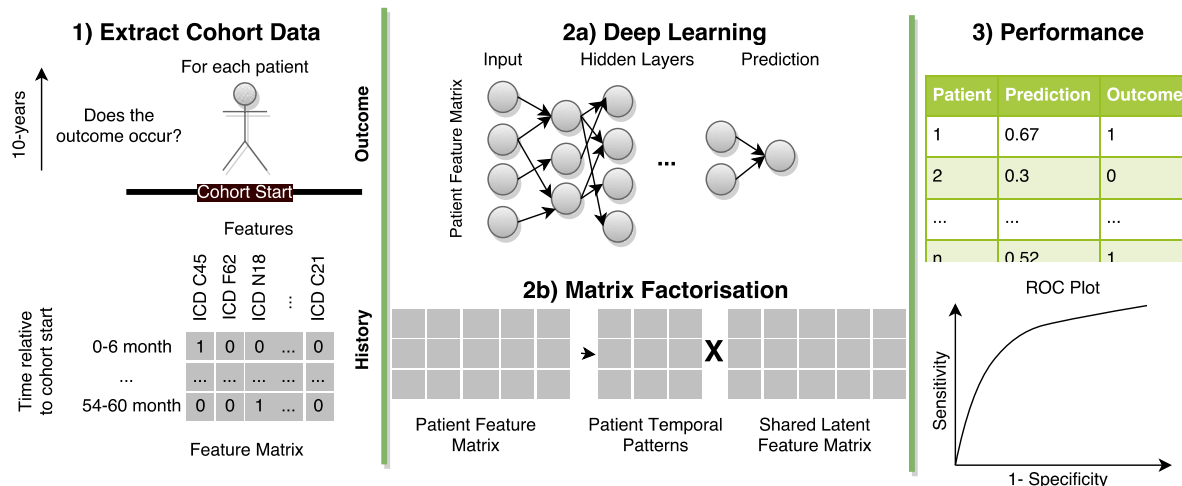 1) Extract Cohort Data
For each patient
10-years
Does the
outcome occur?
Outcome
Cohort Start
Features
ICD C45
ICD F62
ICD N18
...
ICD C21
Time relative
to cohort start
0-6 month 1 0 0 ... 0
... ... ... ... ... ...
54-60 month 0 0 1 ... 0
History
Feature Matrix
2a) Deep Learning
Input Hidden Layers Prediction
Patient Feature Matrix
...
2b) Matrix Factorisation
X
Patient Feature
Matrix
Patient Temporal
Patterns
Shared Latent
Feature Matrix
3) Performance
Patient Prediction Outcome
1 0.67 1
2 0.3 0
... ... ...
n 0.52 1
ROC Plot
Sensitivity
1- Specificity